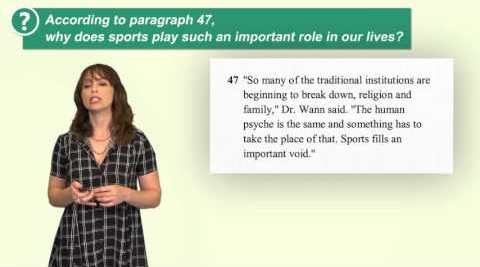 ?
According to paragraph 47,
why does sports play such an important role in our lives?
47 "So many of the traditional institutions are
beginning to break down, religion and
family," Dr. Wann said. "The human
psyche is the same and something has to
take the place of that. Sports fills an
important void."